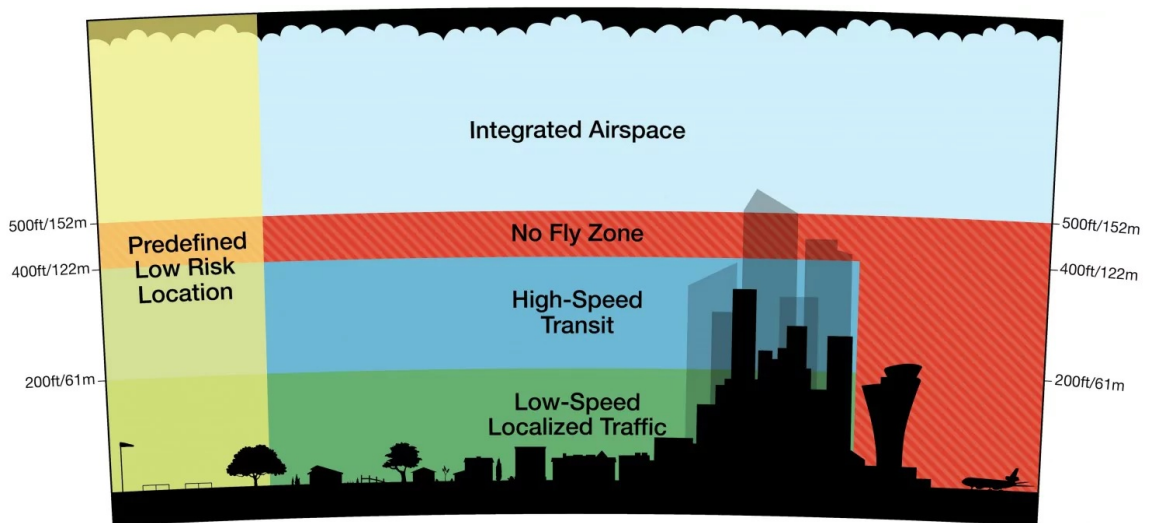 Integrated Airspace
500ft/152m
500ft/152m
No Fly Zone
Predefined
Low Risk
Location
400ft/122m
400ft/122m
High-Speed
Transit
200ft/61m
200ft/61m
Low-Speed
Localized Traffic